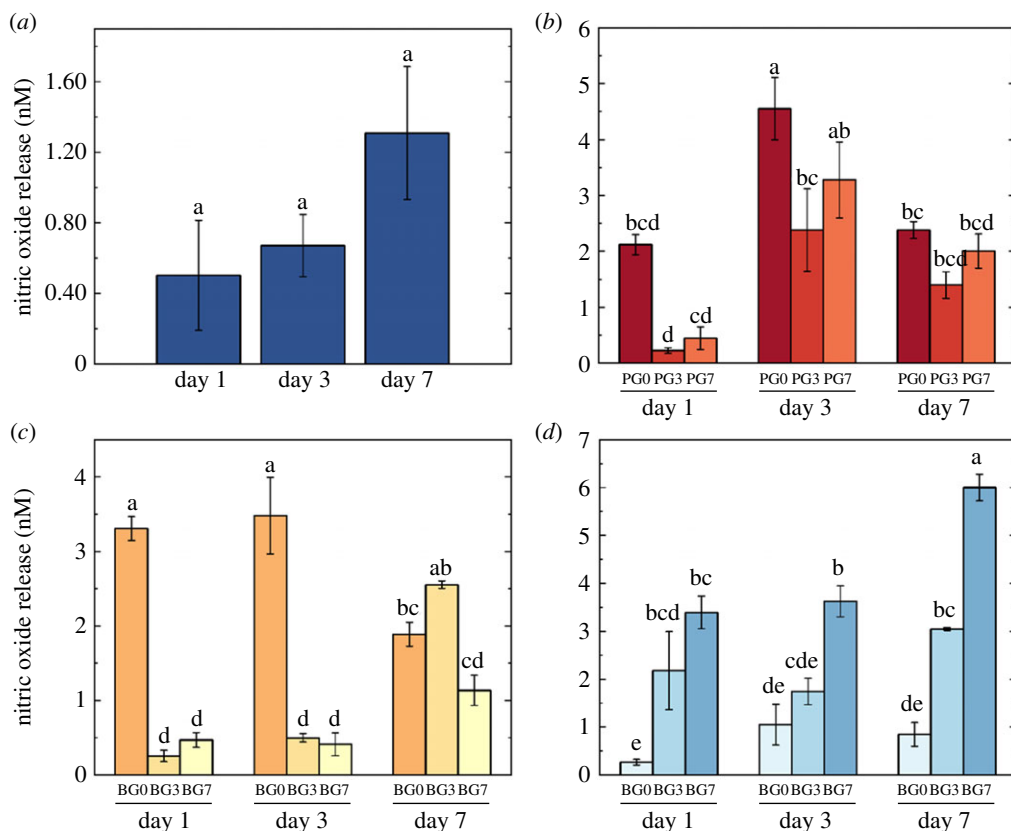 (a)
nitric oxide release (nM)
1.60
1.20
0.80
0.40
0
a
a
a
day 1
day 3
day 7
(b)
6
5
4
3
2
1
0
bcd
d
cd
a
bc
ab
bc
bcd
bcd
PG0 PG3 PG7
PG0 PG3 PG7
PG0 PG3 PG7
day 1
day 3
day 7
(c)
nitric oxide release (nM)
4
3
2
1
0
a
d
d
a
d
d
bc
ab
cd
BG0 BG3 BG7
BG0 BG3 BG7
BG0 BG3 BG7
day 1
day 3
day 7
(d)
7
6
5
4
3
2
1
0
e
bcd
bc
de
cde
b
de
bc
a
BG0 BG3 BG7
BG0 BG3 BG7
BG0 BG3 BG7
day 1
day 3
day 7